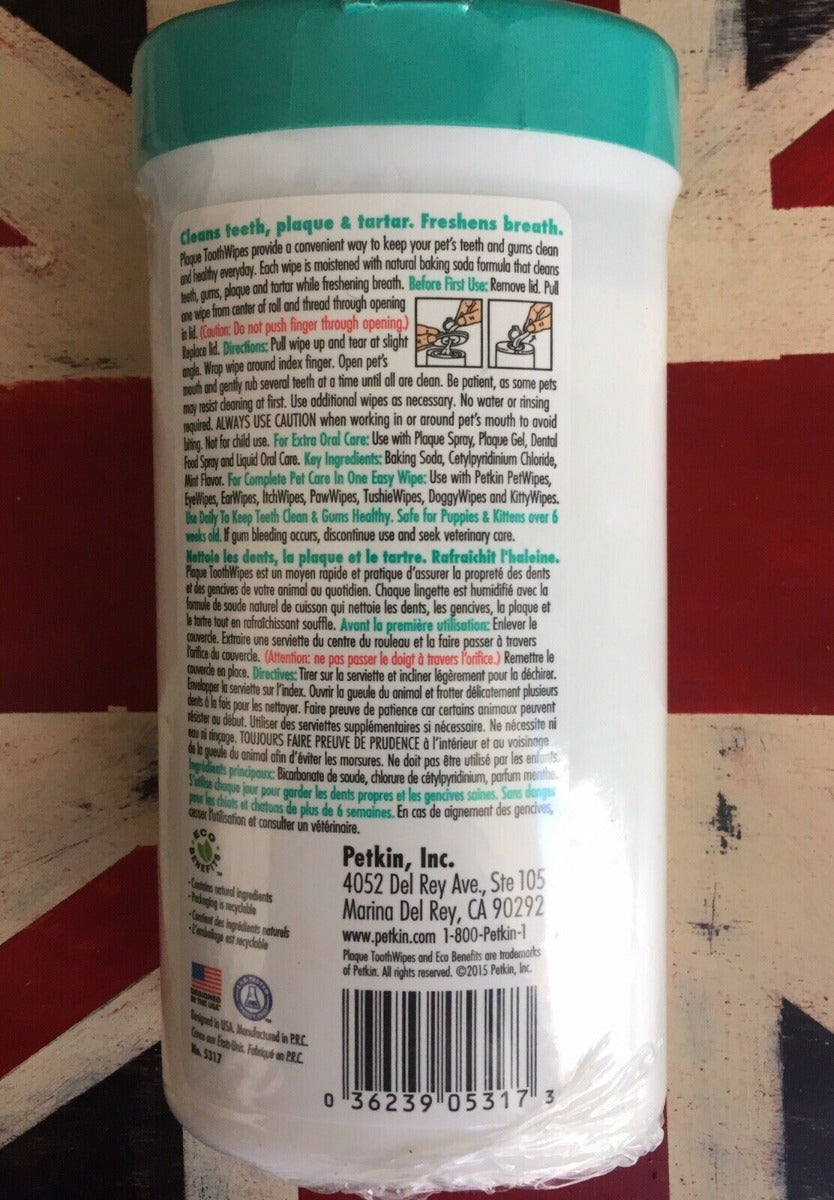 Cleans teeth, plaque & tartar. Freshens breath.
Plaque ToothWipes provide a convenient way to keep your pet's teeth and gums clean
and healthy everyday. Each wipe is moistened with natural baking soda formula that cleans
teeth, gums, plaque and tartar while freshening breath. Before First Use: Remove lid. Pull
one wipe from center of roll and thread through opening
in lid. (Caution: Do not push finger through opening.)
Replace lid. Directions: Pull wipe up and tear at slight
angle. Wrap wipe around index finger. Open pet's
mouth and gently rub several teeth at a time until all are clean. Be patient, as some pets
may resist cleaning at first. Use additional wipes as necessary. No water or rinsing
required. ALWAYS USE CAUTION when working in or around pet's mouth to avoid
biting. Not for child use. For Extra Oral Care: Use with Plaque Spray, Plaque Gel, Dental
Food Spray and Liquid Oral Care. Key Ingredients: Baking Soda, Cetylpyridinium Chloride,
Mint Flavor. For Complete Pet Care In One Easy Wipe: Use with Petkin PetWipes,
EyeWipes, EarWipes, ItchWipes, PawWipes, TushieWipes, DoggyWipes and KittyWipes.
Use Daily To Keep Teeth Clean & Gums Healthy. Safe for Puppies & Kittens over 6
weeks old. If gum bleeding occurs, discontinue use and seek veterinary care.
Nettoie les dents, la plaque et le tartre. Rafraichit l'haleine.
Plaque ToothWipes est un moyen rapide et pratique d'assurer la propreté des dents
et des gencives de votre animal au quotidien. Chaque lingette est humidifié avec la
formule de soude naturel de cuisson qui nettoie les dents, les gencives, la plaque et
le tartre tout en rafraîchissant souffle. Avant la première utilisation: Enlever le
couvercle. Extraire une serviette du centre du rouleau et la faire passer à travers
l'orifice du couvercle. (Attention: ne pas passer le doigt à travers l'orifice.) Remettre le
couvercle en place. Directives: Tirer sur la serviette et incliner légèrement pour la déchirer.
Envelopper la serviette sur l'index. Ouvrir la gueule du animal et frotter délicatement plusieurs
dents à la fois pour les nettoyer. Faire preuve de patience car certains animaux peuvent
résister au début. Utiliser des serviettes supplémentaires si nécessaire. Ne nécessite ni
eau ni rinçage. TOUJOURS FAIRE PREUVE DE PRUDENCE à l'intérieur et au voisinage
de la gueule du animal afin d'éviter les morsures. Ne doit pas être utilisé par les enfants.
Ingrédients principaux: Bicarbonate de soude, chlorure de cétylpyridinium, parfum menthe.
S'utilise chaque jour pour garder les dents propres et les gencives saines. Sans danger
pour les chiots et chatons de plus de 6 semaines. En cas de aignement des gencives,
cesser l'utilisation et consulter un vétérinaire.
ECO BENEFITS
- Contains natural ingredients
- Packaging is recyclable
- Contient des ingrédients naturels
- L'emballage est recyclable
Petkin, Inc.
4052 Del Rey Ave., Ste 105
Marina Del Rey, CA 90292
www.petkin.com 1-800-Petkin-1
Plaque ToothWipes and Eco Benefits are trademarks
of Petkin. All rights reserved. ©2015 Petkin, Inc.
DESIGNED
IN THE USA
Designed in USA. Manufactured in P.R.C.
Conçu aux États-Unis. Fabriqué en P.R.C.
No. 5317
0 36239 05317 3